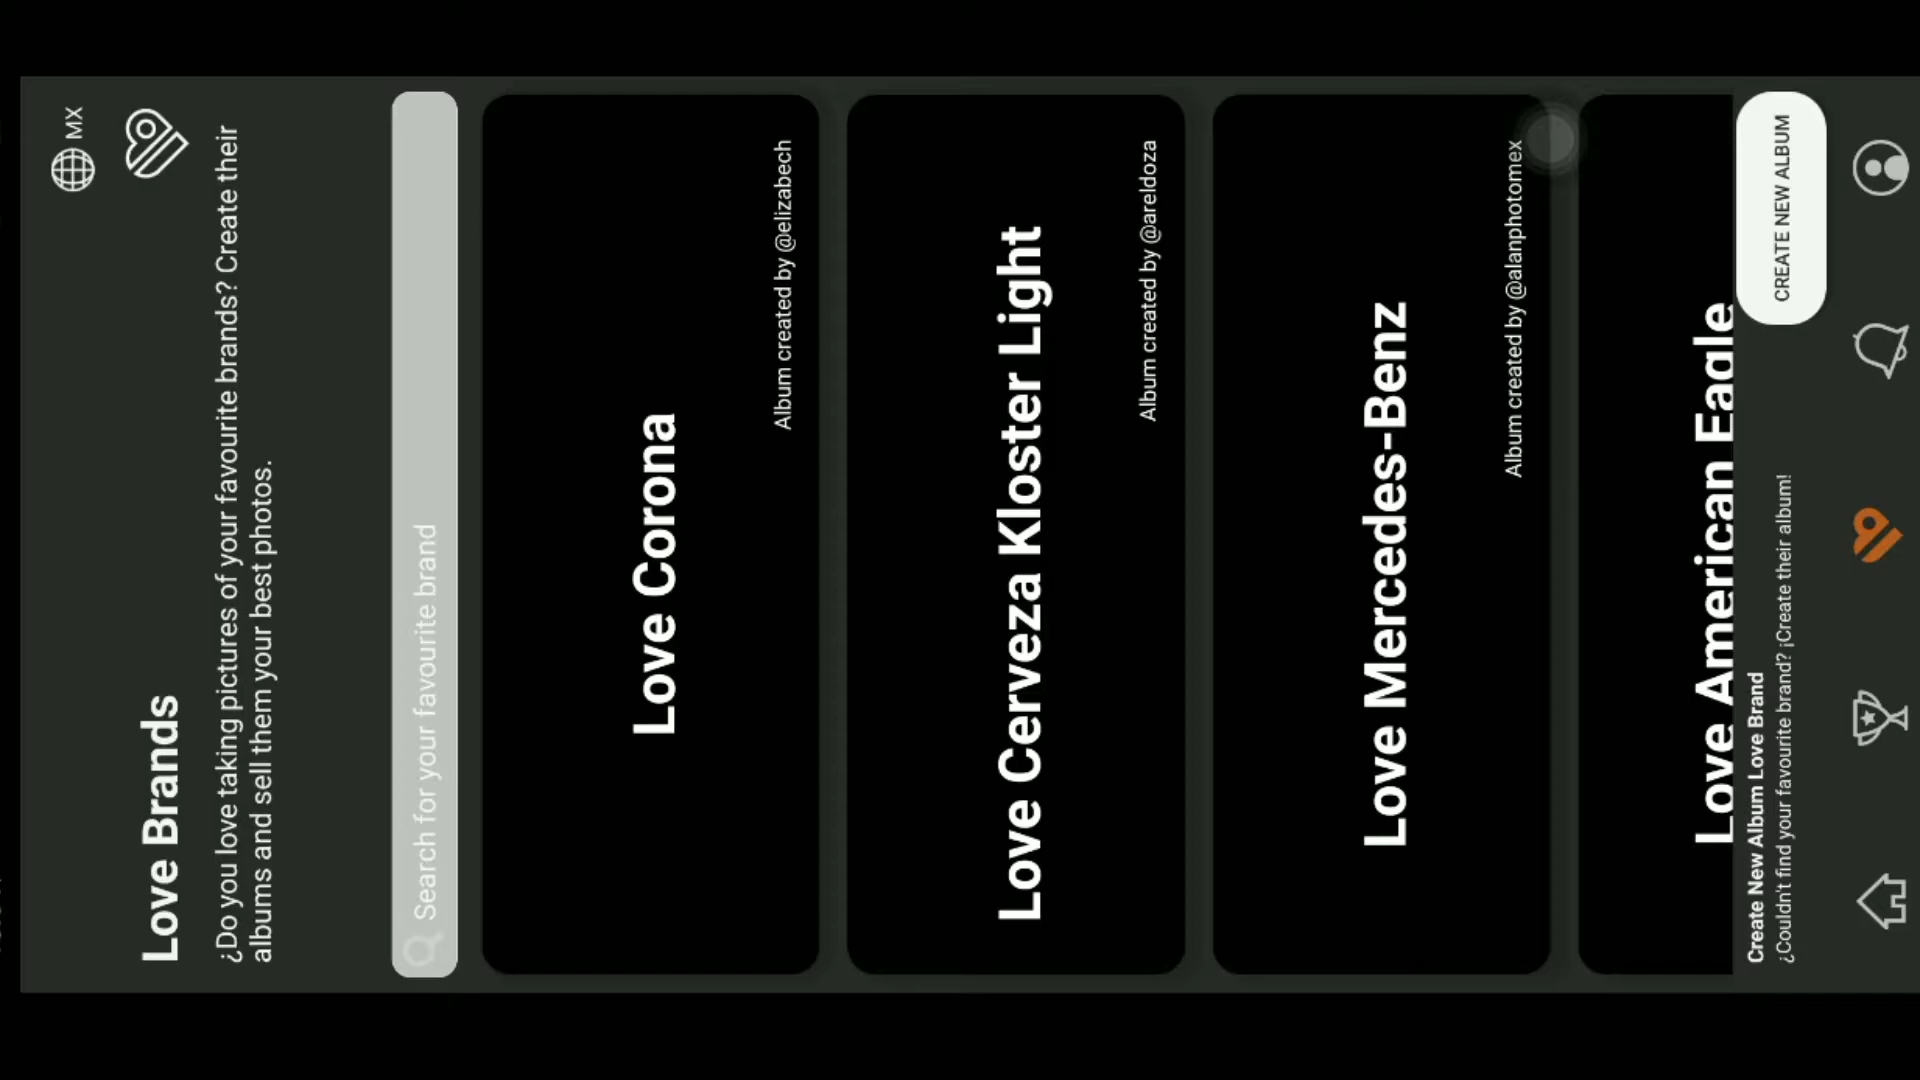 MX
Love Brands
¿Do you love taking pictures of your favourite brands? Create their
albums and sell them your best photos.
Search for your favourite brand
Love Corona
Album created by @elizabech
Love Cerveza Kloster Light
Album created by @areldoza
Love Mercedes-Benz
Album created by @alanphotomex
Love American Eagle
Create New Album Love Brand
¿Couldn't find your favourite brand? ¡Create their album!
CREATE NEW ALBUM